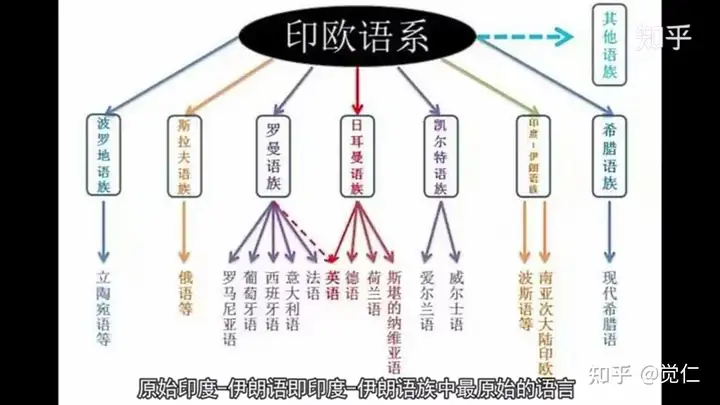 印欧语系
其他语族
知乎
波罗地语族
斯拉夫语族
罗曼语族
日耳曼语族
凯尔特语族
印度-伊朗语族
希腊语族
立陶宛语等
俄语等
罗马尼亚语
葡萄牙语
西班牙语
意大利语
法语
英语
德语
荷兰语
斯堪的纳维亚语
爱尔兰语
威尔士语
波斯语等
南亚次大陆印欧
现代希腊语
原始印度-伊朗语即印度-伊朗语族中最原始的语言
知乎 @觉仁